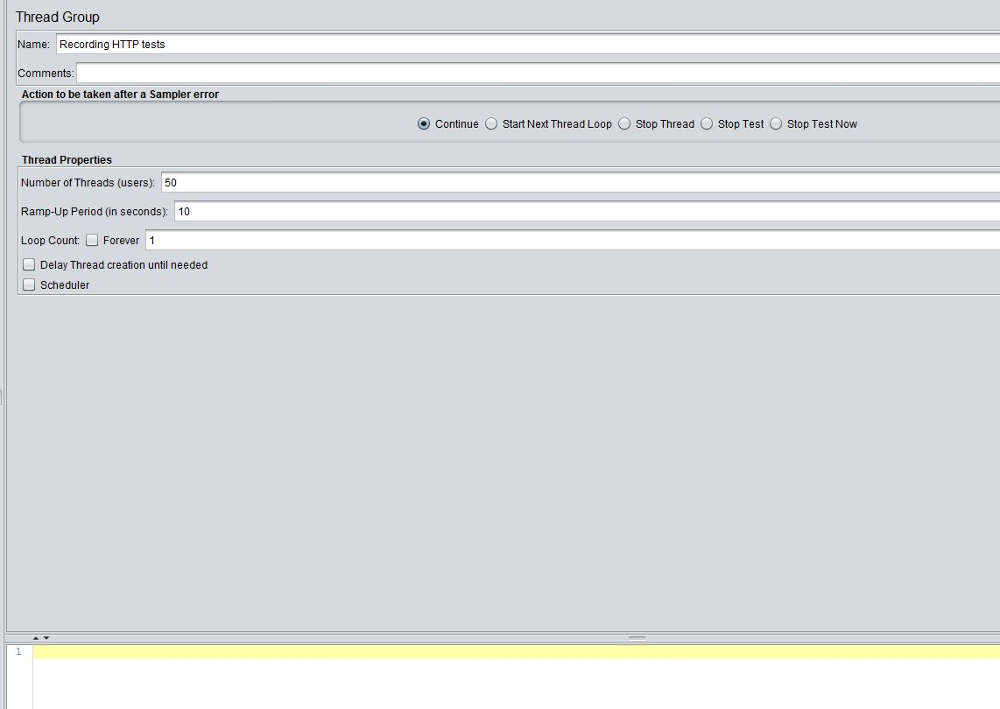 Thread Group
Name: Recording HTTP tests
Comments:
Action to be taken after a Sampler error
Continue Start Next Thread Loop Stop Thread Stop Test Stop Test Now
Thread Properties
Number of Threads (users): 50
Ramp-Up Period (in seconds): 10
Loop Count: Forever 1
Delay Thread creation until needed
Scheduler
1